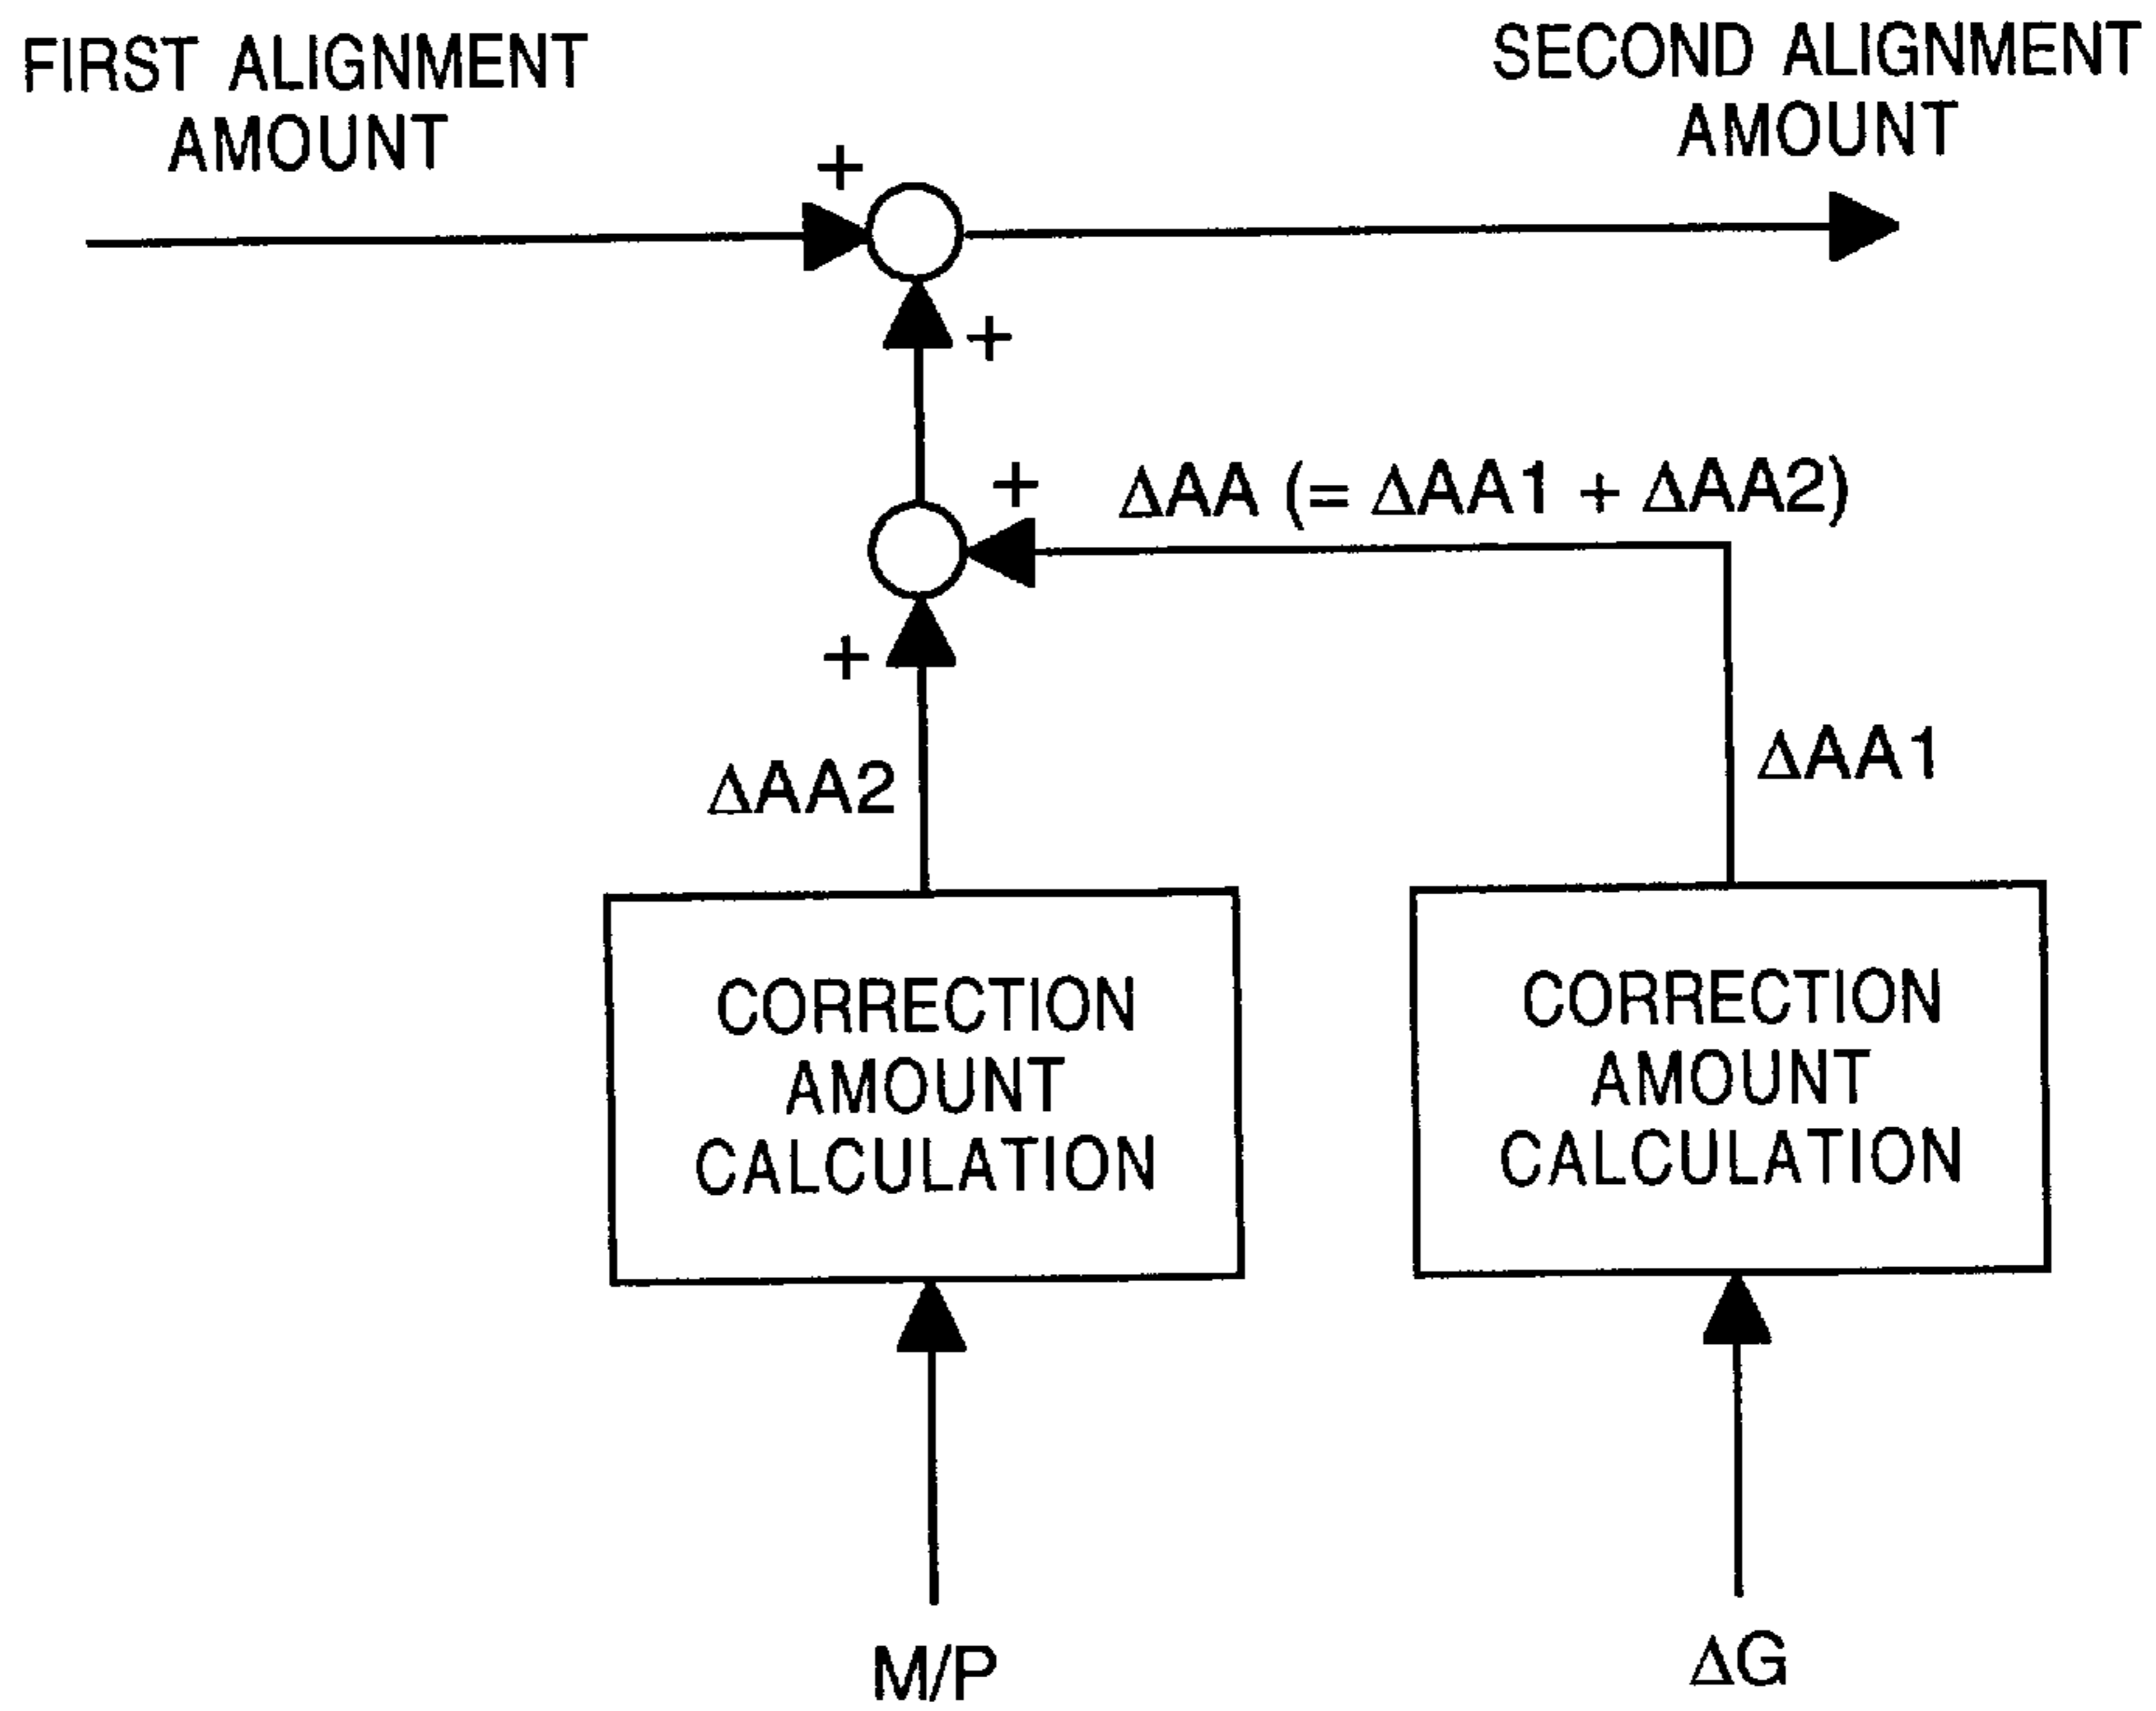 FIRST ALIGNMENT
AMOUNT
SECOND ALIGNMENT
AMOUNT
+
+
+
ΔAA (= ΔAA1 + ΔAA2)
+
ΔAA2
ΔAA1
CORRECTION
AMOUNT
CALCULATION
CORRECTION
AMOUNT
CALCULATION
M/P
ΔG